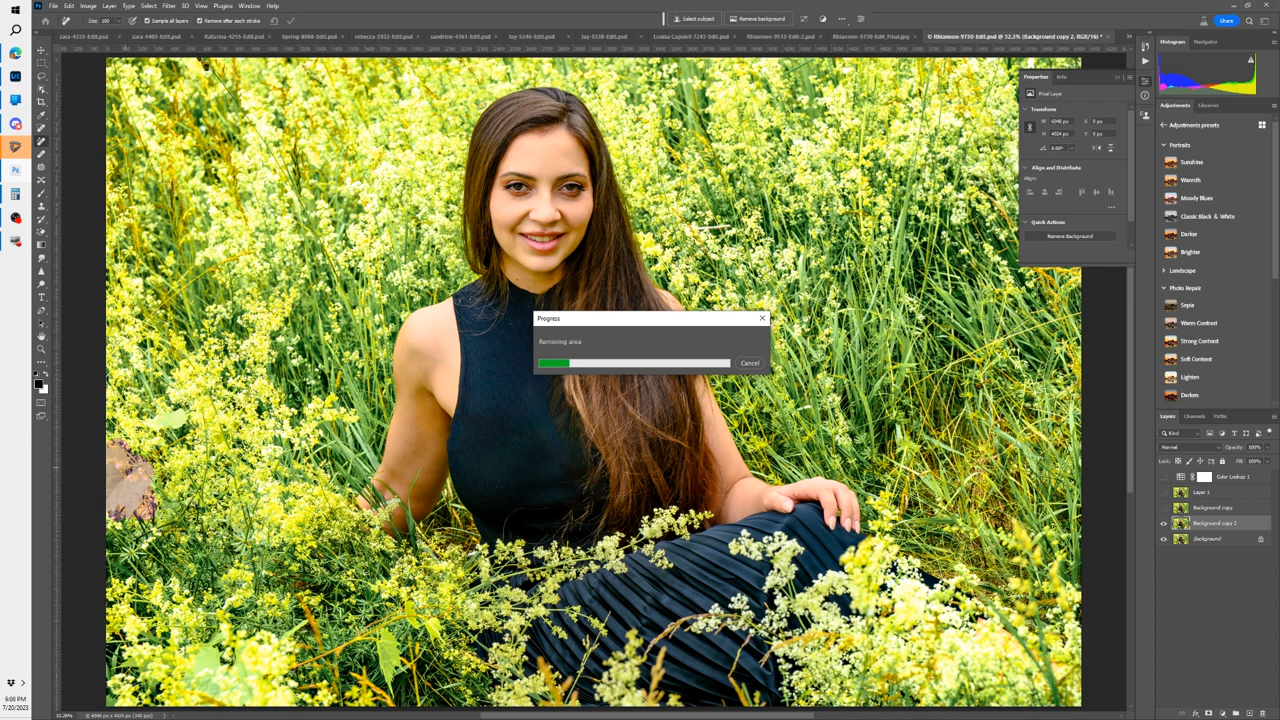 File Edit Image Layer Type Select Filter 3D View Plugins Window Help
Size: 100 Sample all layers Remove after each stroke Select subject Remove background Share
zara-4335-Edit.psd zara-4403-Edit.psd Katarina-4255-Edit.psd Spring-8068-Edit.psd rebecca-3932-Edit.psd sandrine-4361-Edit.psd Jay-5246-Edit.psd Jay-5338-Edit.psd Louisa Capulet-7243-Edit.psd Rhiannon-9513-Edit-2.psd Rhiannon-9730-Edit_Final.jpg © Rhiannon-9730-Edit.psd @ 32.3% (Background copy 2, RGB/16) *
Histogram Navigator
Properties Info
Pixel Layer
Transform
W 6048 px X 0 px
H 4024 px Y 0 px
0.00°
Align and Distribute
Align:
Quick Actions
Remove Background
Adjustments Libraries
Adjustments presets
Portraits
Sunshine
Warmth
Moody Blues
Classic Black & White
Darker
Brighter
Landscape
Photo Repair
Sepia
Warm Contrast
Strong Contrast
Soft Contrast
Lighten
Darken
Progress
Removing area
Cancel
Layers Channels Paths
Kind
Normal Opacity: 100%
Lock: Fill: 100%
Color Lookup 1
Layer 1
Background copy
Background copy 2
Background
9:08 PM
7/20/2023
32.26% © 6048 px x 4024 px (240 ppi)